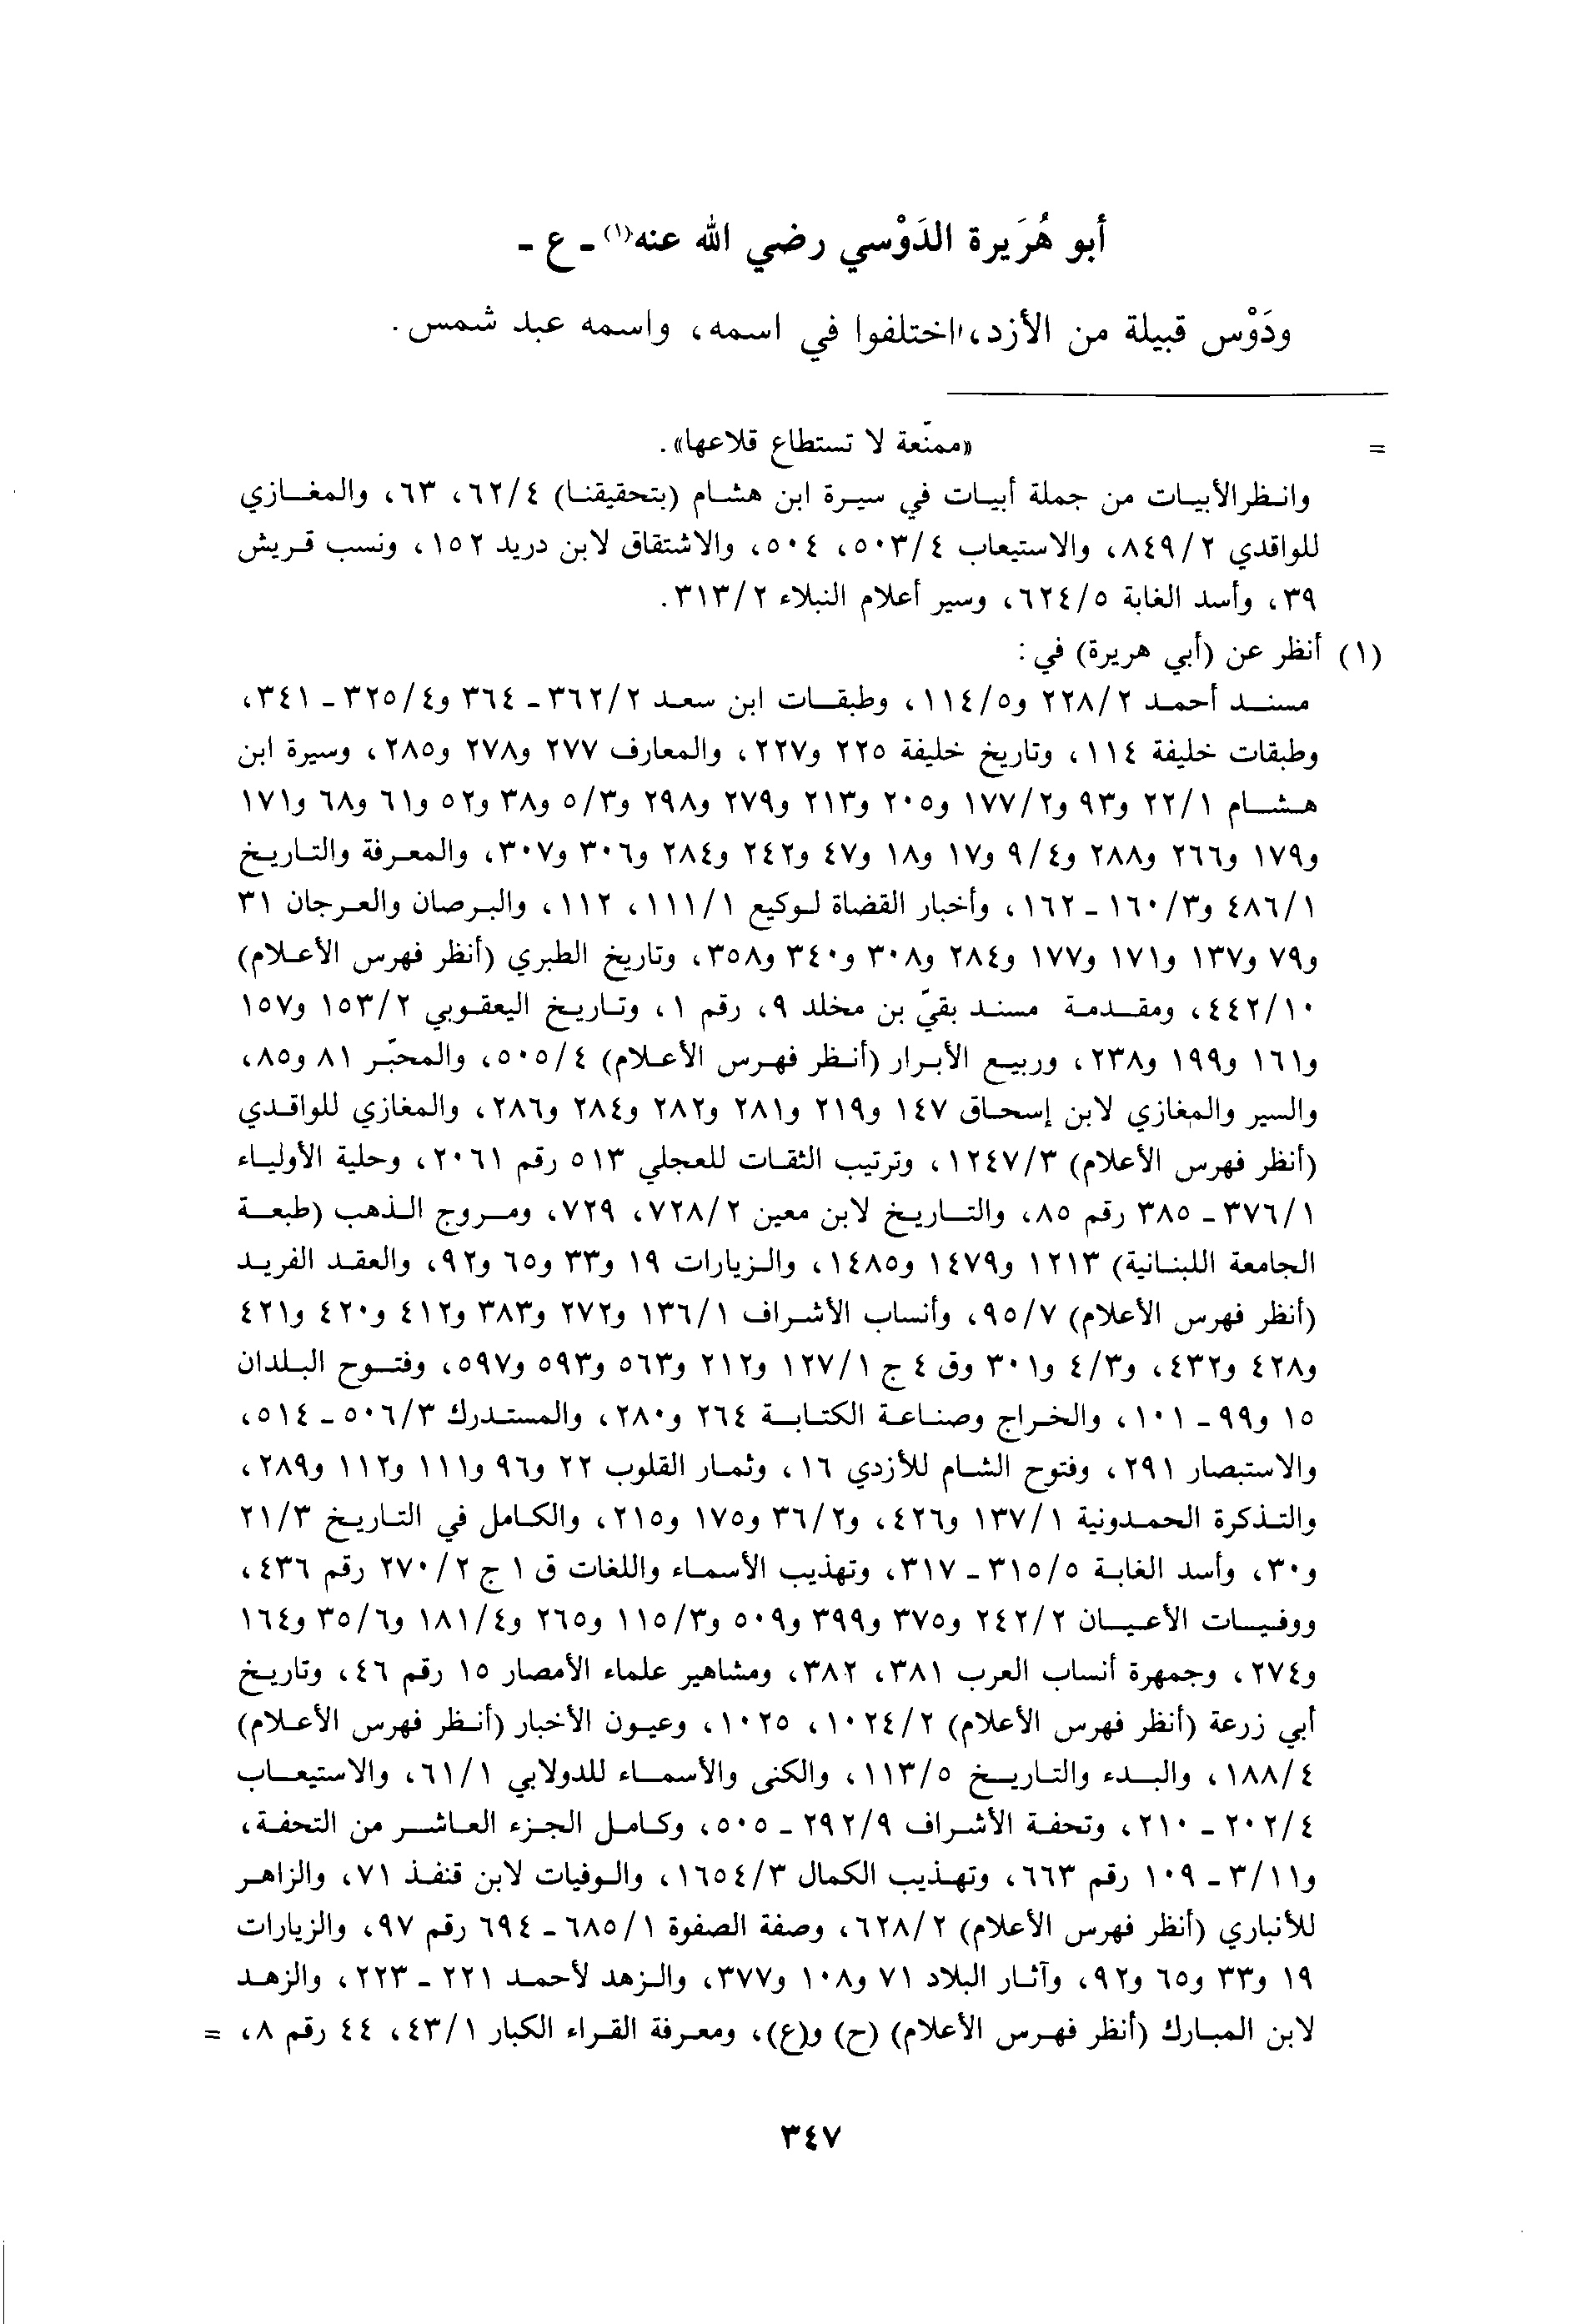 أبو هُرَيرة الدَوْسي رضي الله عنه(١) ـ ع ـ
ودَوْس قبيلة من الأزد، اختلفوا في اسمه، واسمه عبد شمس.
= «ممنّعة لا تستطاع قلاعها».
وانظر الأبيات من جملة أبيات في سيرة ابن هشام (بتحقيقنا) ٤/ ٦٢، ٦٣، والمغازي
للواقدي ٢/ ٨٤٩، والاستيعاب ٤/ ٥٠٣، ٥٠٤، والاشتقاق لابن دريد ١٥٢، ونسب قريش
٣٩، وأسد الغابة ٥/ ٦٢٤، وسير أعلام النبلاء ٢/ ٣١٣.
(١) أنظر عن (أبي هريرة) في:
مسند أحمد ٢/ ٢٢٨ و٥/ ١١٤، وطبقات ابن سعد ٢/ ٣٦٢ ـ ٣٦٤ و٤/ ٣٢٥ ـ ٣٤١،
وطبقات خليفة ١١٤، وتاريخ خليفة ٢٢٥ و٢٢٧، والمعارف ٢٧٧ و٢٧٨ و٢٨٥، وسيرة ابن
هشام ١/ ٢٢ و٩٣ و٢/ ١٧٧ و٢٠٥ و٢١٣ و٢٧٩ و٢٩٨ و٣/ ٥ و٣٨ و٥٢ و٦١ و٦٨ و١٧١
و١٧٩ و٢٦٦ و٢٨٨ و٤/ ٩ و١٧ و١٨ و٤٧ و٢٤٢ و٢٨٤ و٣٠٦ و٣٠٧، والمعرفة والتاريخ
١/ ٤٨٦ و٣/ ١٦٠ ـ ١٦٢، وأخبار القضاة لوكيع ١/ ١١١، ١١٢، والبرصان والعرجان ٣١
و٧٩ و١٣٧ و١٧١ و١٧٧ و٢٨٤ و٣٠٨ و٣٤٠ و٣٥٨، وتاريخ الطبري (أنظر فهرس الأعلام)
١٠/ ٤٤٢، ومقدمة مسند بقيّ بن مخلد ٩، رقم ١، وتاريخ اليعقوبي ٢/ ١٥٣ و١٥٧
و١٦١ و١٩٩ و٢٣٨، وربيع الأبرار (أنظر فهرس الأعلام) ٤/ ٥٠٥، والمحبّر ٨١ و٨٥،
والسير والمغازي لابن إسحاق ١٤٧ و٢١٩ و٢٨١ و٢٨٢ و٢٨٤ و٢٨٦، والمغازي للواقدي
(أنظر فهرس الأعلام) ٣/ ١٢٤٧، وترتيب الثقات للعجلي ٥١٣ رقم ٢٠٦١، وحلية الأولياء
١/ ٣٧٦ ـ ٣٨٥ رقم ٨٥، والتاريخ لابن معين ٢/ ٧٢٨، ٧٢٩، ومروج الذهب (طبعة
الجامعة اللبنانية) ١٢١٣ و١٤٧٩ و١٤٨٥، والزيارات ١٩ و٣٣ و٦٥ و٩٢، والعقد الفريد
(أنظر فهرس الأعلام) ٧/ ٩٥، وأنساب الأشراف ١/ ١٣٦ و٢٧٢ و٣٨٣ و٤١٢ و٤٢٠ و٤٢١
و٤٢٨ و٤٣٢، و٣/ ٤ و٣٠١ وق ٤ ج ١/ ١٢٧ و٢١٢ و٥٦٣ و٥٩٣ و٥٩٧، وفتوح البلدان
١٥ و٩٩ ـ ١٠١، والخراج وصناعة الكتابة ٢٦٤ و٢٨٠، والمستدرك ٣/ ٥٠٦ ـ ٥١٤،
والاستبصار ٢٩١، وفتوح الشام للأزدي ١٦، وثمار القلوب ٢٢ و٩٦ و١١١ و١١٢ و٢٨٩،
والتذكرة الحمدونية ١/ ١٣٧ و٤٢٦، و٢/ ٣٦ و١٧٥ و٢١٥، والكامل في التاريخ ٣/ ٢١
و٣٠، وأسد الغابة ٥/ ٣١٥ ـ ٣١٧، وتهذيب الأسماء واللغات ق ١ ج ٢/ ٢٧٠ رقم ٤٣٦،
ووفيات الأعيان ٢/ ٢٤٢ و٣٧٥ و٣٩٩ و٥٠٩ و٣/ ١١٥ و٢٦٥ و٤/ ١٨١ و٦/ ٣٥ و١٦٤
و٢٧٤، وجمهرة أنساب العرب ٣٨١، ٣٨٢، ومشاهير علماء الأمصار ١٥ رقم ٤٦، وتاريخ
أبي زرعة (أنظر فهرس الأعلام) ٢/ ١٠٢٤، ١٠٢٥، وعيون الأخبار (أنظر فهرس الأعلام)
٤/ ١٨٨، والبدء والتاريخ ٥/ ١١٣، والكنى والأسماء للدولابي ١/ ٦١، والاستيعاب
٤/ ٢٠٢ ـ ٢١٠، وتحفة الأشراف ٩/ ٢٩٢ ـ ٥٠٥، وكامل الجزء العاشر من التحفة،
و١١/ ٣ ـ ١٠٩ رقم ٦٦٣، وتهذيب الكمال ٣/ ١٦٥٤، والوفيات لابن قنفذ ٧١، والزاهر
للأنباري (أنظر فهرس الأعلام) ٢/ ٦٢٨، وصفة الصفوة ١/ ٦٨٥ ـ ٦٩٤ رقم ٩٧، والزيارات
١٩ و٣٣ و٦٥ و٩٢، وآثار البلاد ٧١ و١٠٨ و٣٧٧، والزهد لأحمد ٢٢١ ـ ٢٢٣، والزهد
لابن المبارك (أنظر فهرس الأعلام) (ح) و(ع)، ومعرفة القراء الكبار ١/ ٤٣، ٤٤ رقم ٨، =
٣٤٧